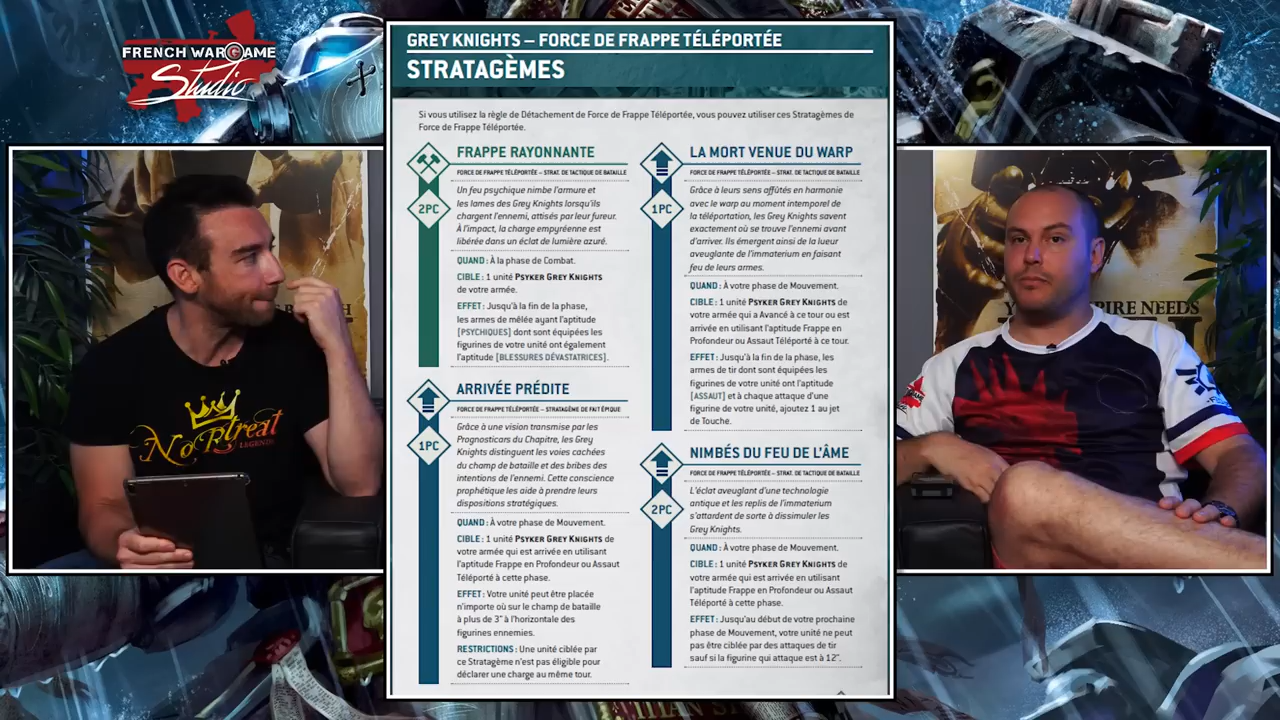 FRENCH WARGAME
Studio
GREY KNIGHTS – FORCE DE FRAPPE TÉLÉPORTÉE
STRATAGÈMES
Si vous utilisez la règle de Détachement de Force de Frappe Téléportée, vous pouvez utiliser ces Stratagèmes de
Force de Frappe Téléportée.
FRAPPE RAYONNANTE
FORCE DE FRAPPE TÉLÉPORTÉE – STRAT. DE TACTIQUE DE BATAILLE
2PC
Un feu psychique nimbe l'armure et
les lames des Grey Knights lorsqu'ils
chargent l'ennemi, attisés par leur fureur.
À l'impact, la charge empyréenne est
libérée dans un éclat de lumière azuré.
QUAND : À la phase de Combat.
CIBLE : 1 unité PSYKER GREY KNIGHTS
de votre armée.
EFFET : Jusqu'à la fin de la phase,
les armes de mêlée ayant l'aptitude
[PSYCHIQUES] dont sont équipées les
figurines de votre unité ont également
l'aptitude [BLESSURES DÉVASTATRICES].
ARRIVÉE PRÉDITE
FORCE DE FRAPPE TÉLÉPORTÉE – STRATAGÈME DE FAIT ÉPIQUE
1PC
Grâce à une vision transmise par les
Prognosticars du Chapitre, les Grey
Knights distinguent les voies cachées
du champ de bataille et des bribes des
intentions de l'ennemi. Cette conscience
prophétique les aide à prendre leurs
dispositions stratégiques.
QUAND : À votre phase de Mouvement.
CIBLE : 1 unité PSYKER GREY KNIGHTS de
votre armée qui est arrivée en utilisant
l'aptitude Frappe en Profondeur ou Assaut
Téléporté à cette phase.
EFFET : Votre unité peut être placée
n'importe où sur le champ de bataille
à plus de 3" à l'horizontale des
figurines ennemies.
RESTRICTIONS : Une unité ciblée par
ce Stratagème n'est pas éligible pour
déclarer une charge au même tour.
LA MORT VENUE DU WARP
FORCE DE FRAPPE TÉLÉPORTÉE – STRAT. DE TACTIQUE DE BATAILLE
1PC
Grâce à leurs sens affûtés en harmonie
avec le warp au moment intemporel de
la téléportation, les Grey Knights savent
exactement où se trouve l'ennemi avant
d'arriver. Ils émergent ainsi de la lueur
aveuglante de l'immaterium en faisant
feu de leurs armes.
QUAND : À votre phase de Mouvement.
CIBLE : 1 unité PSYKER GREY KNIGHTS de
votre armée qui a Avancé à ce tour ou est
arrivée en utilisant l'aptitude Frappe en
Profondeur ou Assaut Téléporté à ce tour.
EFFET : Jusqu'à la fin de la phase, les
armes de tir dont sont équipées les
figurines de votre unité ont l'aptitude
[ASSAUT] et à chaque attaque d'une
figurine de votre unité, ajoutez 1 au jet
de Touche.
NIMBÉS DU FEU DE L'ÂME
FORCE DE FRAPPE TÉLÉPORTÉE – STRAT. DE TACTIQUE DE BATAILLE
2PC
L'éclat aveuglant d'une technologie
antique et les replis de l'immaterium
s'attardent de sorte à dissimuler les
Grey Knights.
QUAND : À votre phase de Mouvement.
CIBLE : 1 unité PSYKER GREY KNIGHTS de
votre armée qui est arrivée en utilisant
l'aptitude Frappe en Profondeur ou Assaut
Téléporté à cette phase.
EFFET : Jusqu'au début de votre prochaine
phase de Mouvement, votre unité ne peut
pas être ciblée par des attaques de tir
sauf si la figurine qui attaque est à 12".
NoRtreat
LEGENDS
NEEDS